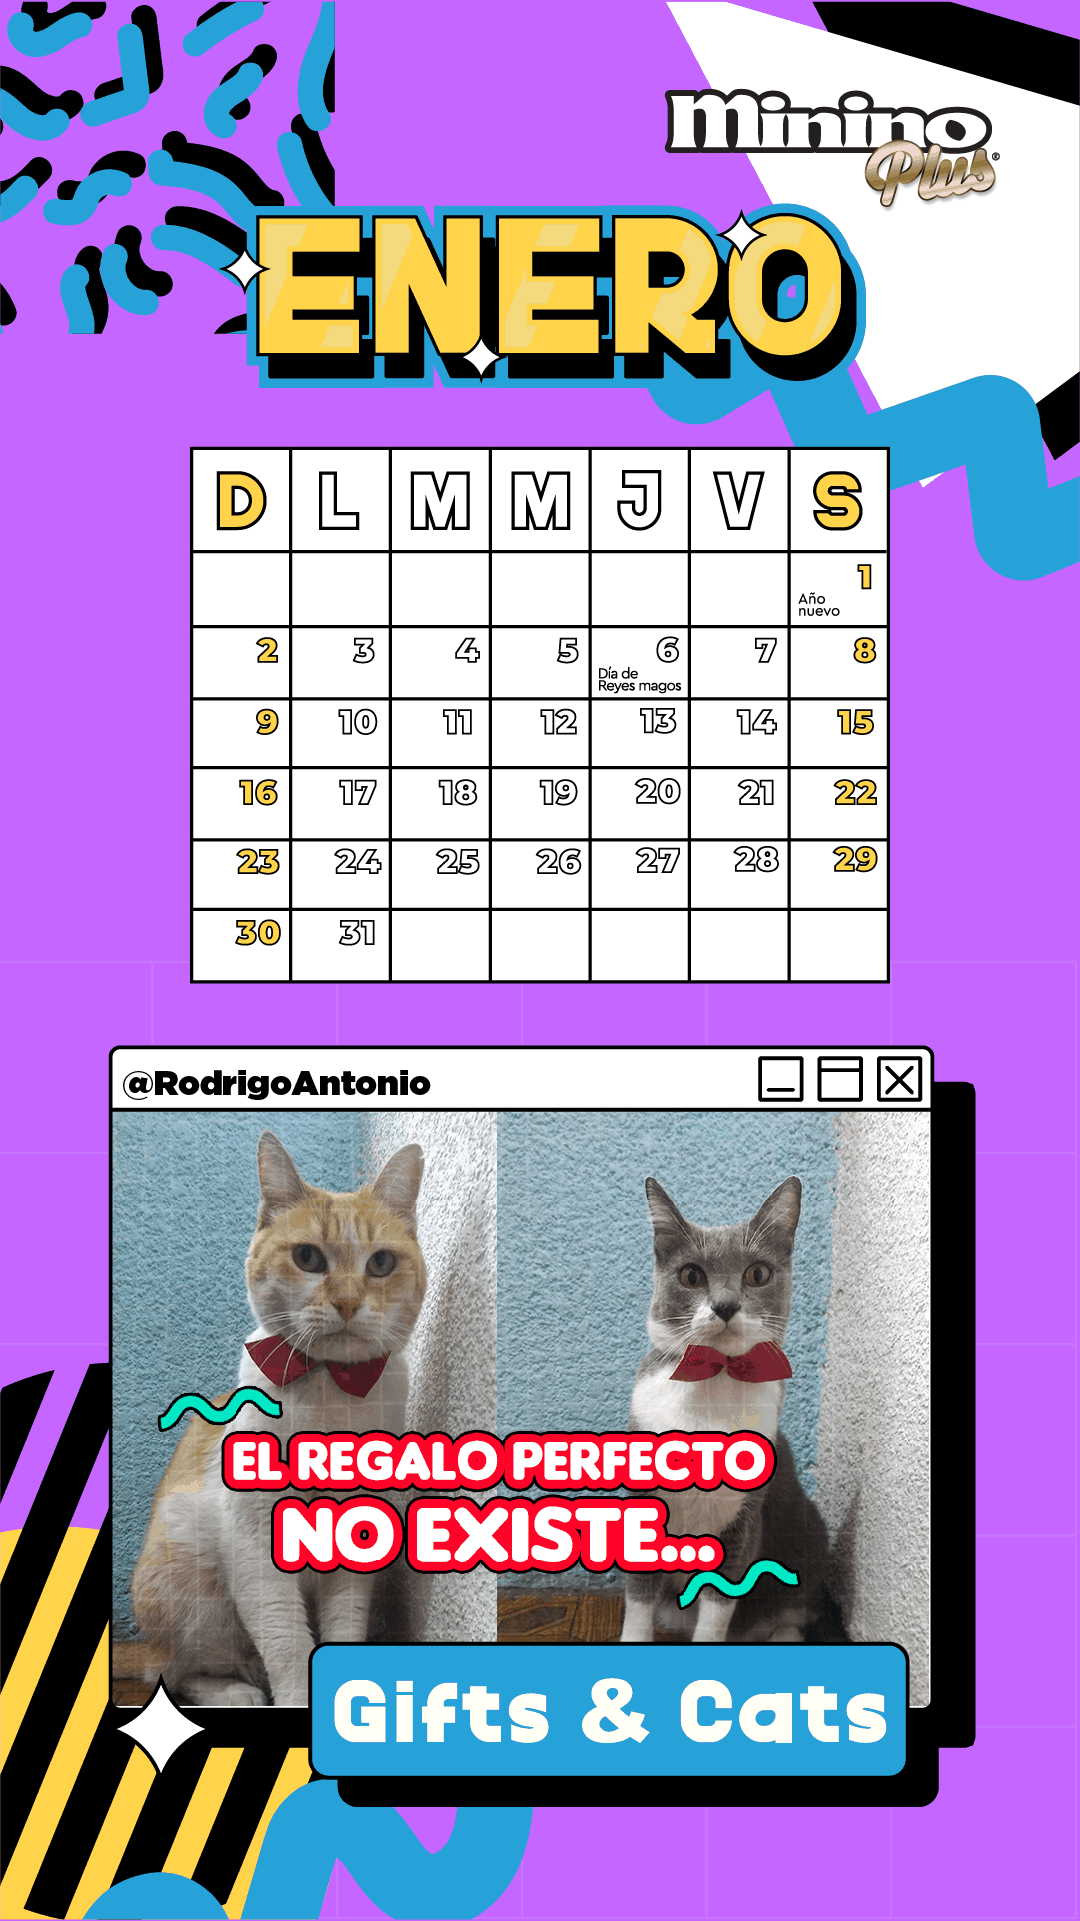 Minino
Plus®
ENERO
D L M M J V S
1
Año
nuevo
2 3 4 5 6 7 8
Día de
Reyes magos
9 10 11 12 13 14 15
16 17 18 19 20 21 22
23 24 25 26 27 28 29
30 31
@RodrigoAntonio
EL REGALO PERFECTO
NO EXISTE...
Gifts & Cats